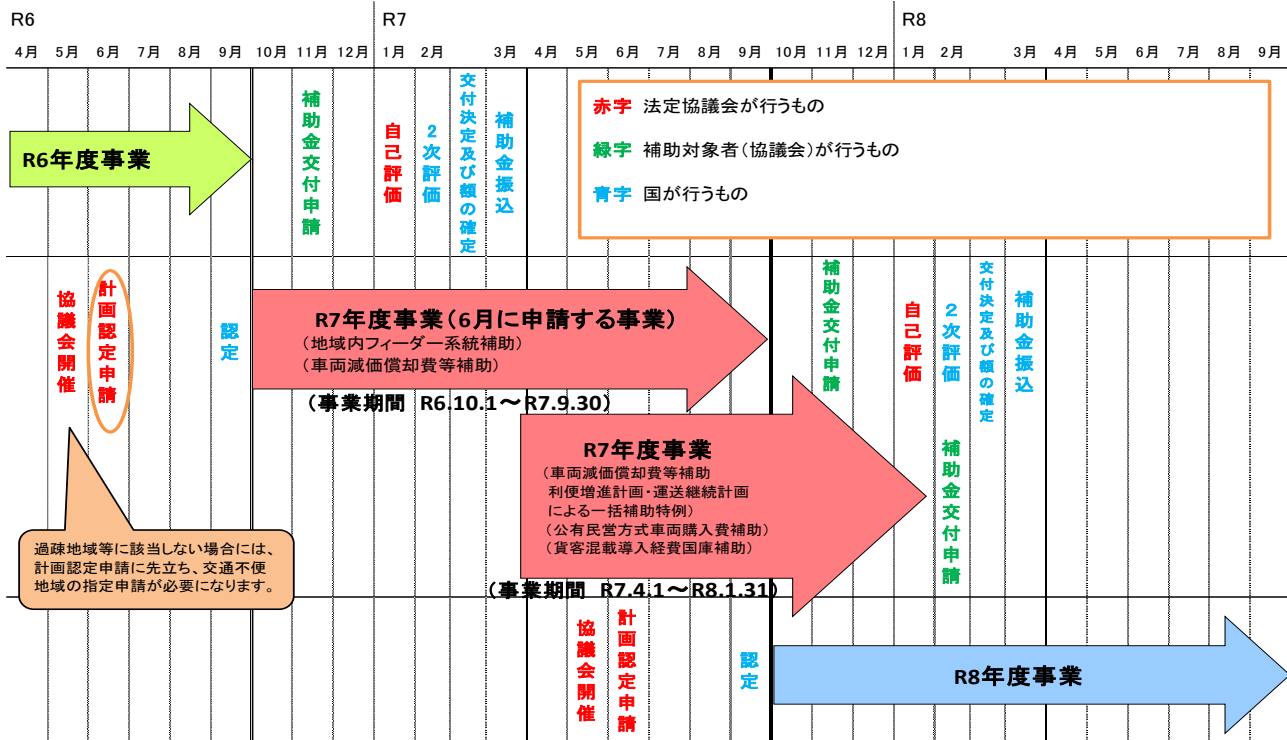 R6
R7
R8
4月 5月 6月 7月 8月 9月 10月 11月 12月 1月 2月 3月 4月 5月 6月 7月 8月 9月 10月 11月 12月 1月 2月 3月 4月 5月 6月 7月 8月 9月
R6年度事業
補助金交付申請
自己評価
2次評価
交付決定及び額の確定
補助金振込
赤字 法定協議会が行うもの
緑字 補助対象者(協議会)が行うもの
青字 国が行うもの
協議会開催
計画認定申請
認定
R7年度事業(6月に申請する事業)
(地域内フィーダー系統補助)
(車両減価償却費等補助)
(事業期間 R6.10.1～R7.9.30)
補助金交付申請
自己評価
2次評価
交付決定及び額の確定
補助金振込
R7年度事業
(車両減価償却費等補助
利便増進計画・運送継続計画
による一括補助特例)
(公有民営方式車両購入費補助)
(貨客混載導入経費国庫補助)
(事業期間 R7.4.1～R8.1.31)
補助金交付申請
過疎地域等に該当しない場合には、
計画認定申請に先立ち、交通不便
地域の指定申請が必要になります。
協議会開催
計画認定申請
認定
R8年度事業